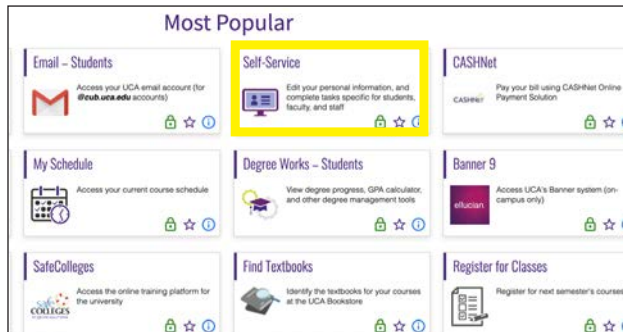 Most Popular
Email – Students
Access your UCA email account (for
@cub.uca.edu accounts)
Self-Service
Edit your personal information, and
complete tasks specific for students,
faculty, and staff
CASHNet
CASHNet
Pay your bill using CASHNet Online
Payment Solution
My Schedule
Access your current course schedule
Degree Works – Students
View degree progress, GPA calculator,
and other degree management tools
Banner 9
ellucian.
Access UCA's Banner system (on-
campus only)
SafeColleges
Safe
COLLEGES
Access the online training platform for
the university
Find Textbooks
Identify the textbooks for your courses
at the UCA Bookstore
Register for Classes
Register for next semester's courses